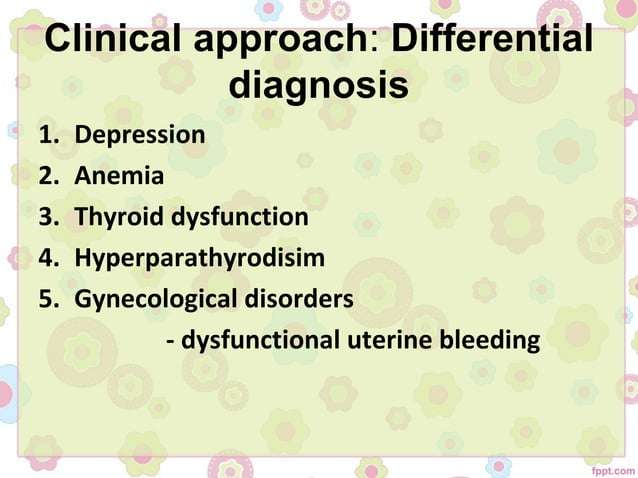 Clinical approach: Differential
diagnosis
1. Depression
2. Anemia
3. Thyroid dysfunction
4. Hyperparathyrodisim
5. Gynecological disorders
- dysfunctional uterine bleeding
fppt.com